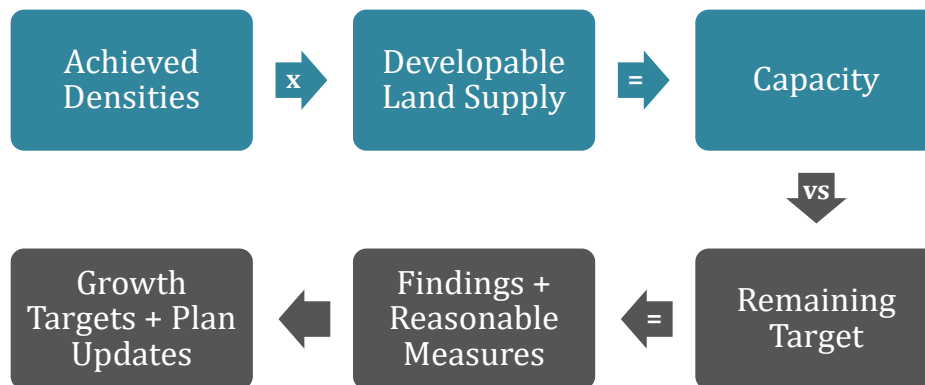 Achieved
Densities
x
Developable
Land Supply
=
Capacity
vs
Remaining
Target
=
Findings +
Reasonable
Measures
Growth
Targets + Plan
Updates